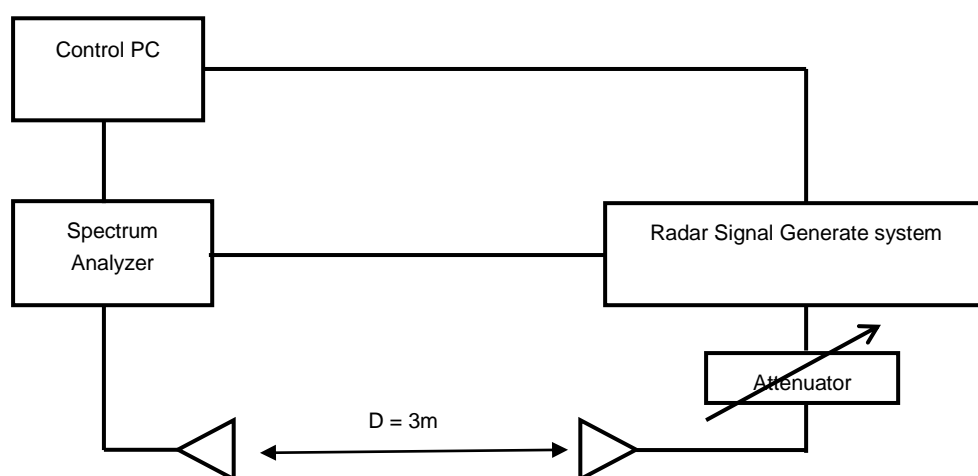 Control PC
Spectrum
Analyzer
Radar Signal Generate system
Attenuator
D = 3m